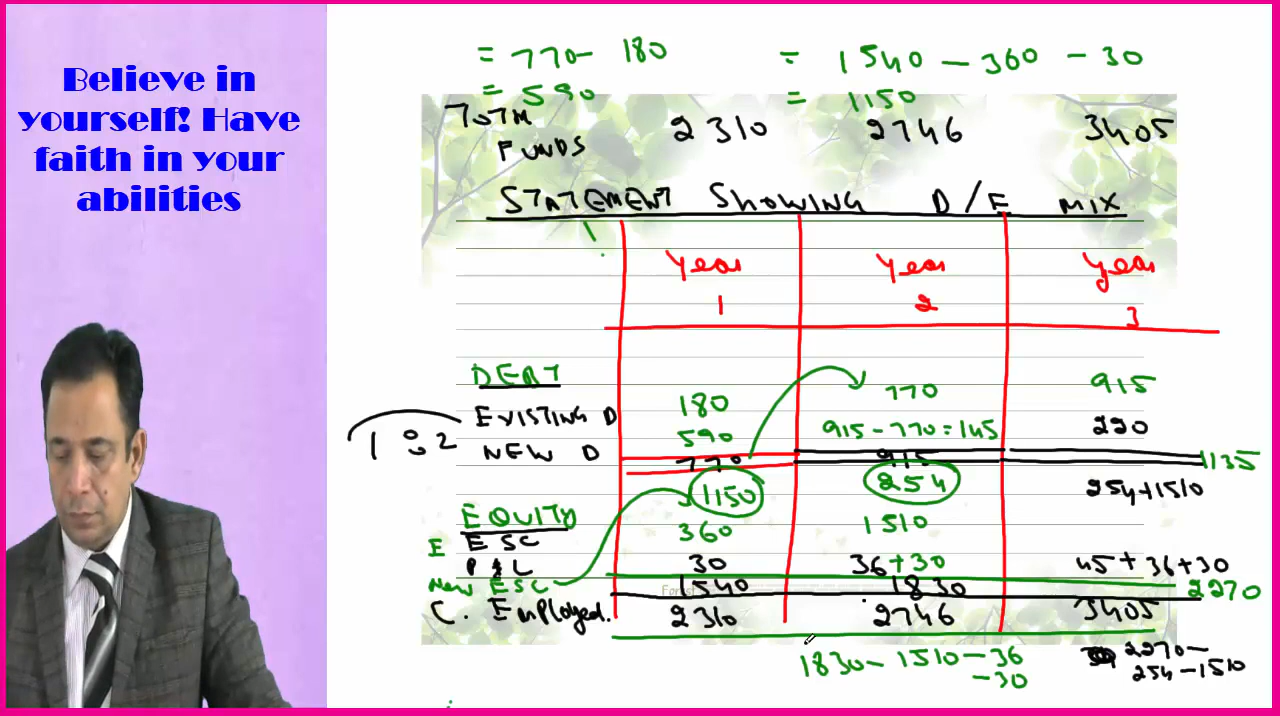 Believe in
yourself! Have
faith in your
abilities
= 770 - 180
= 590
= 1540 - 360 - 30
= 1150
FUNDS 2310 2746 3405
STATEMENT SHOWING D/E MIX
Year 1 Year 2 Year 3
DEBT
EXISTING D 180 770 915
1 : 2 NEW D 590 915 - 770 = 145 220
770 915 1135
1150 254 254+1510
EQUITY
E ESC 360 1510
P & L 30 36+30 45+36+30
New ESC 1540 1830 2270
C. Employed. 2310 2746 3405
1830 - 1510 - 36
- 30
2270 -
254 - 1510